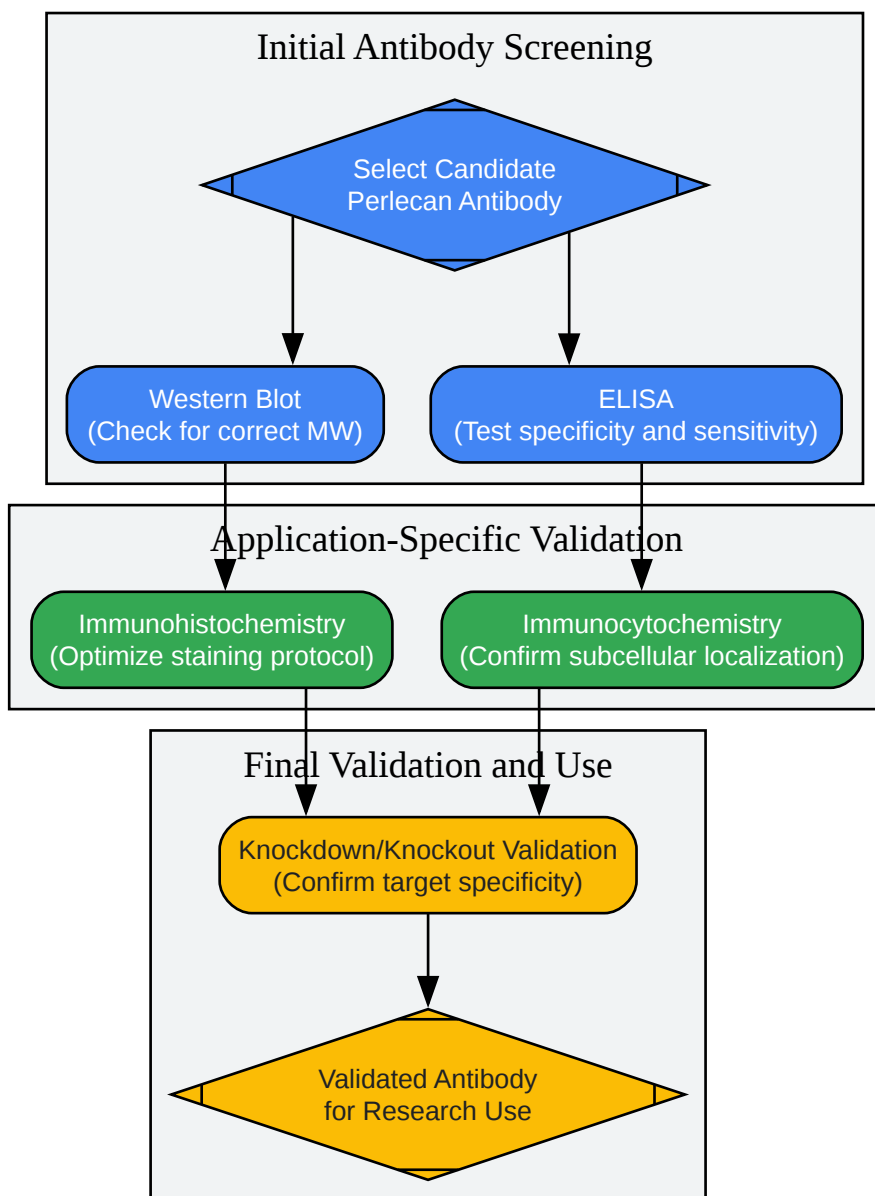 Initial Antibody Screening
Select Candidate
Perlecan Antibody
Western Blot
(Check for correct MW)
ELISA
(Test specificity and sensitivity)
Application-Specific Validation
Immunohistochemistry
(Optimize staining protocol)
Immunocytochemistry
(Confirm subcellular localization)
Final Validation and Use
Knockdown/Knockout Validation
(Confirm target specificity)
Validated Antibody
for Research Use